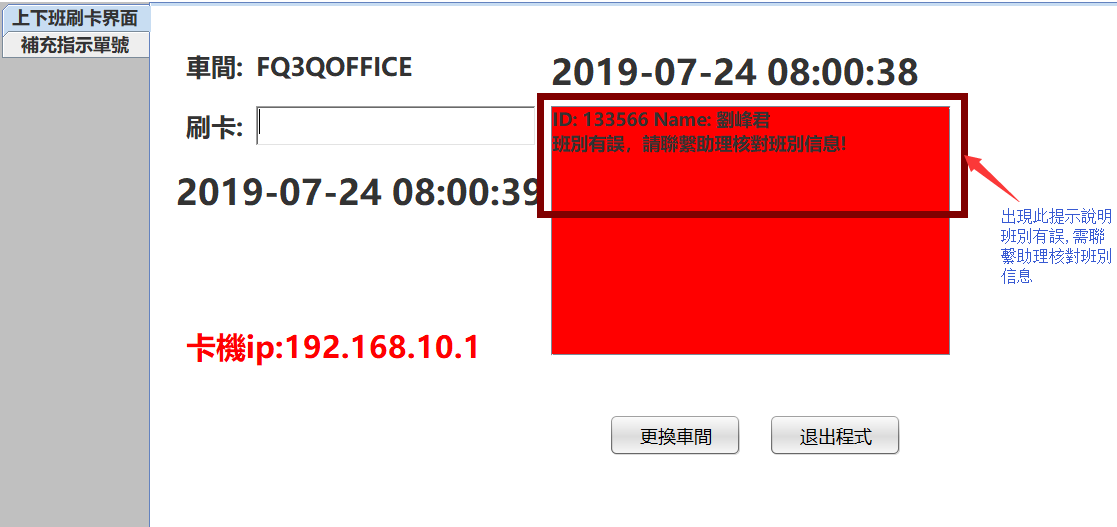 上下班刷卡界面
補充指示單號
車間: FQ3QOFFICE
2019-07-24 08:00:38
刷卡:
ID: 133566 Name: 劉峰君
班別有誤，請聯繫助理核對班別信息!
2019-07-24 08:00:39
出現此提示說明
班別有誤,需聯
繫助理核對班別
信息
卡機ip:192.168.10.1
更換車間
退出程式